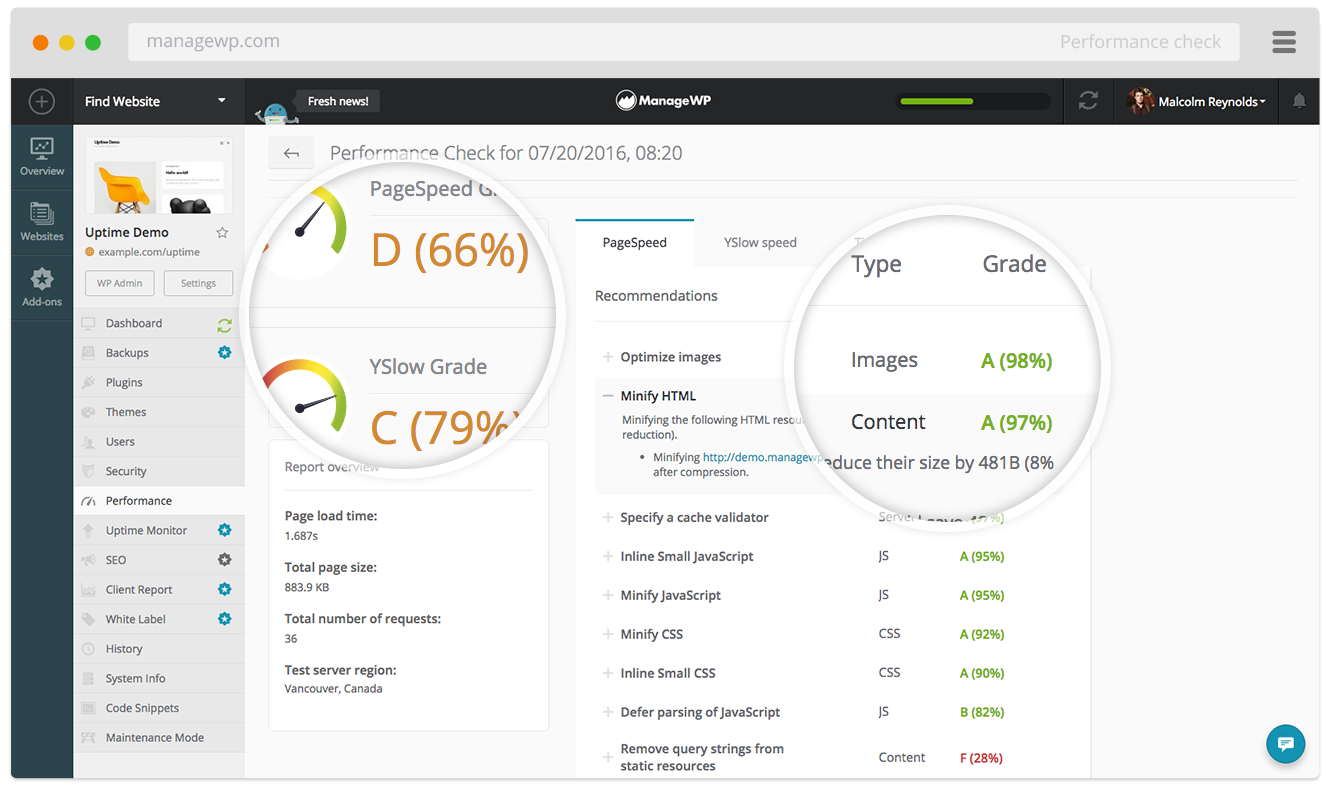 managewp.com
Performance check
Find Website
Fresh news!
ManageWP
Malcolm Reynolds
Overview
Websites
Add-ons
Uptime Demo
Hello world!
Uptime Demo
example.com/uptime
WP Admin
Settings
Dashboard
Backups
Plugins
Themes
Users
Security
Performance
Uptime Monitor
SEO
Client Report
White Label
History
System Info
Code Snippets
Maintenance Mode
Performance Check for 07/20/2016, 08:20
PageSpeed G
D (66%)
YSlow Grade
C (79%)
Report overview
Page load time:
1.687s
Total page size:
883.9 KB
Total number of requests:
36
Test server region:
Vancouver, Canada
PageSpeed
YSlow speed
Recommendations
Type
Grade
Optimize images
Images
A (98%)
Minify HTML
Content
A (97%)
Minifying the following HTML resou
reduction).
Minifying http://demo.managewp
after compression.
educe their size by 481B (8%
Specify a cache validator
Server
Inline Small JavaScript
JS
A (95%)
Minify JavaScript
JS
A (95%)
Minify CSS
CSS
A (92%)
Inline Small CSS
CSS
A (90%)
Defer parsing of JavaScript
JS
B (82%)
Remove query strings from
static resources
Content
F (28%)